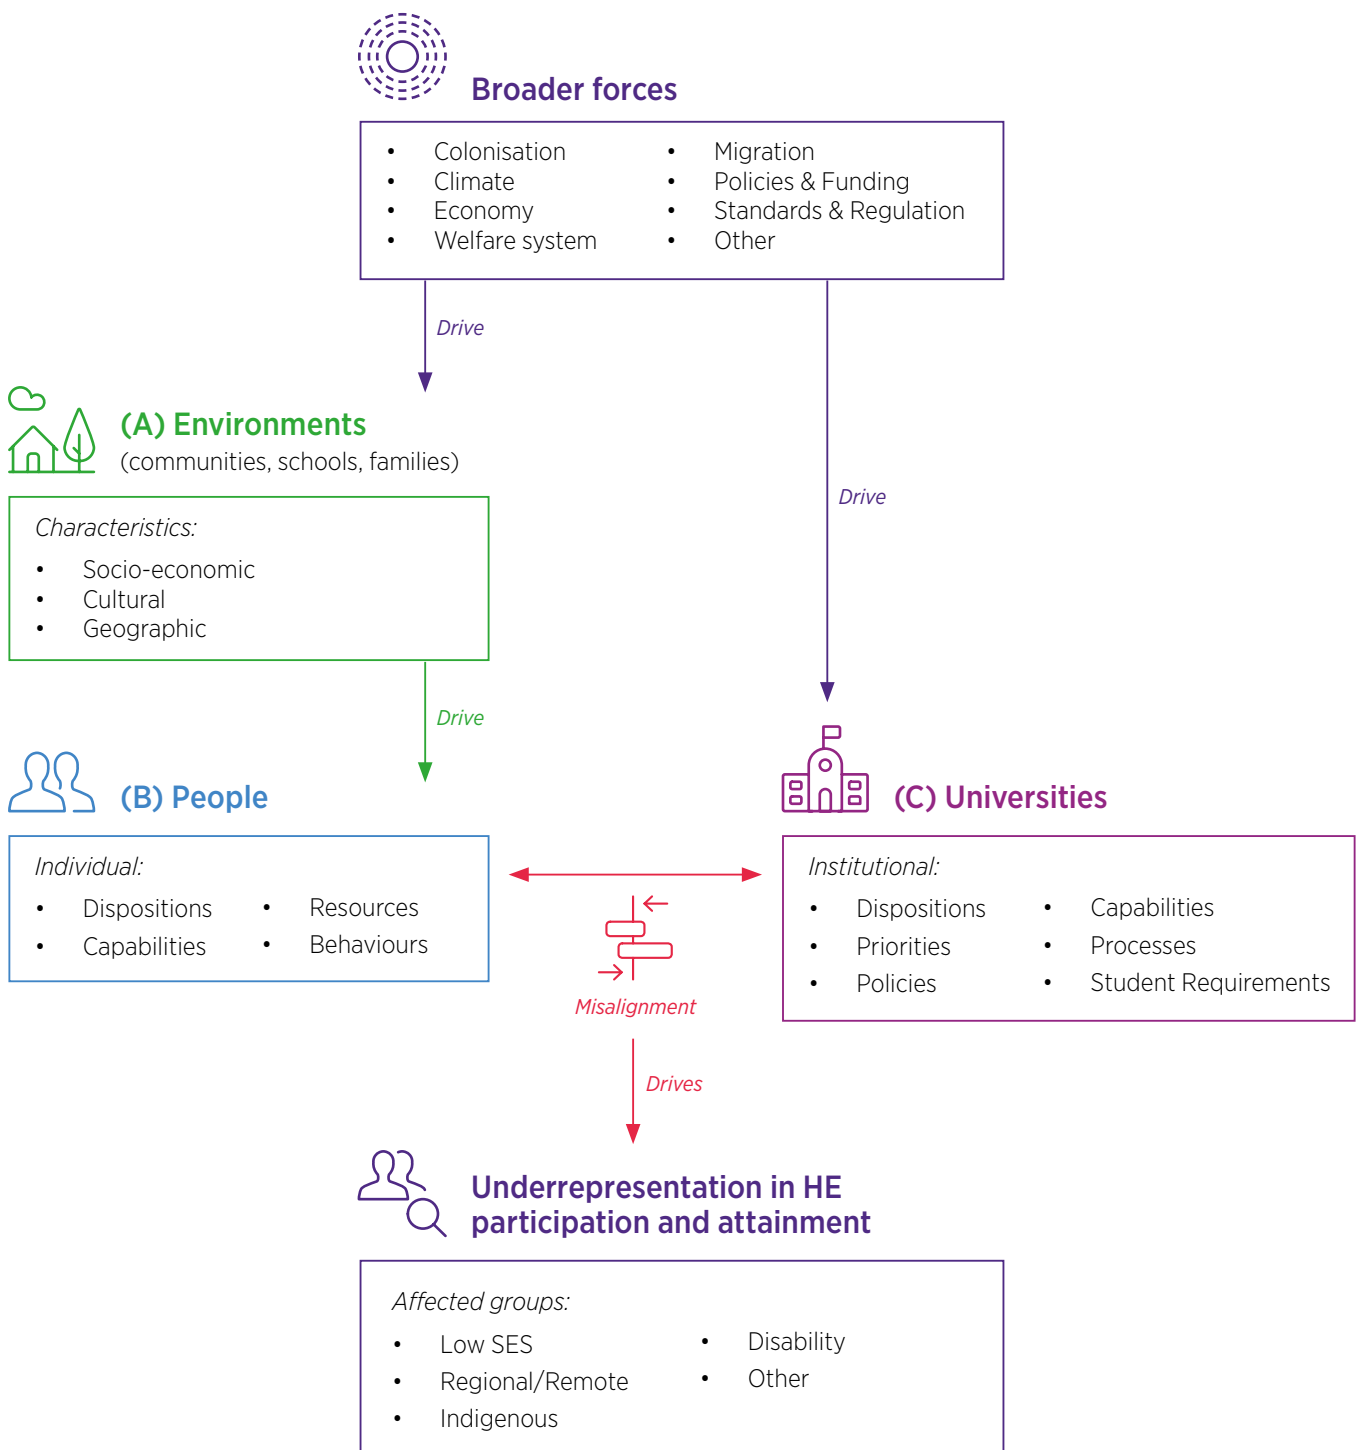 Broader forces
• Colonisation
• Climate
• Economy
• Welfare system
• Migration
• Policies & Funding
• Standards & Regulation
• Other
Drive
Drive
(A) Environments
(communities, schools, families)
Characteristics:
• Socio-economic
• Cultural
• Geographic
Drive
(B) People
Individual:
• Dispositions
• Capabilities
• Resources
• Behaviours
(C) Universities
Institutional:
• Dispositions
• Priorities
• Policies
• Capabilities
• Processes
• Student Requirements
Misalignment
Drives
Underrepresentation in HE
participation and attainment
Affected groups:
• Low SES
• Regional/Remote
• Indigenous
• Disability
• Other